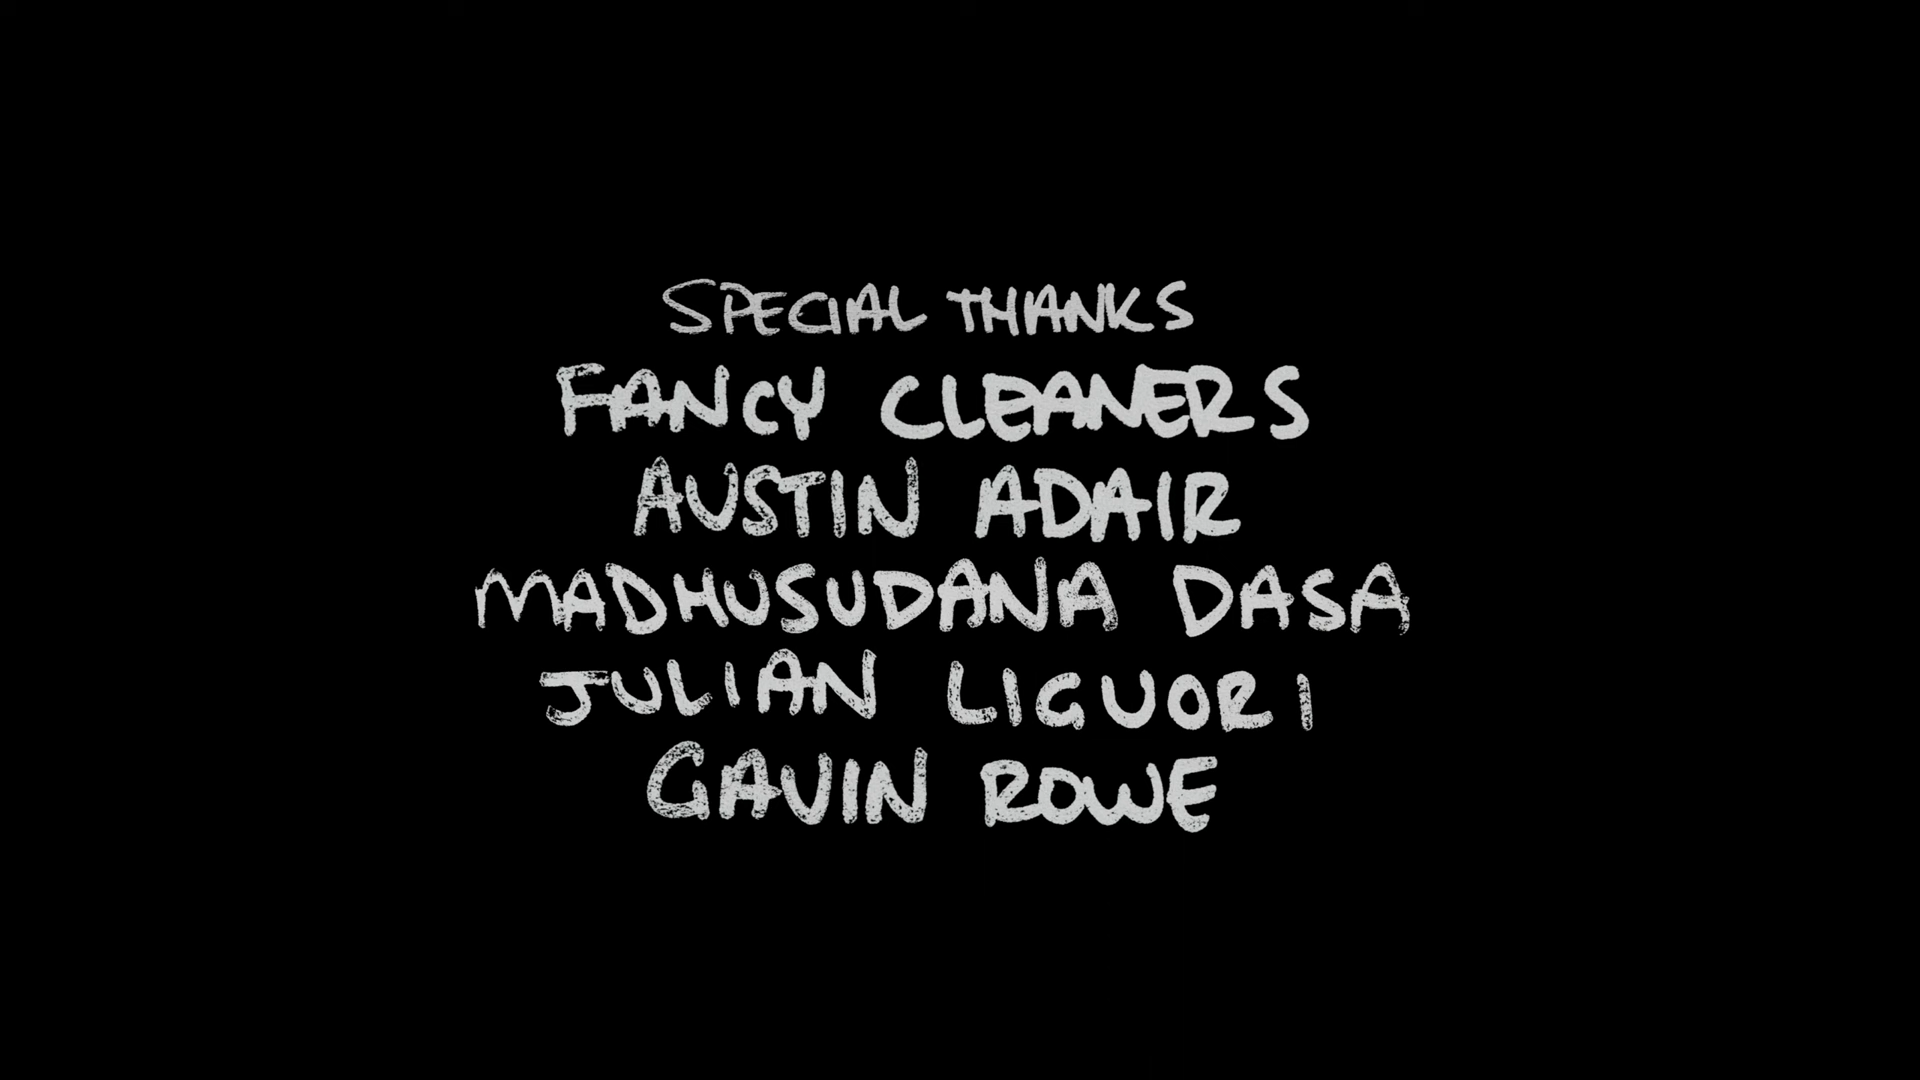 SPECIAL THANKS
FANCY CLEANERS
AUSTIN ADAIR
MADHUSUDANA DASA
JULIAN LIGUORI
GAVIN ROWE